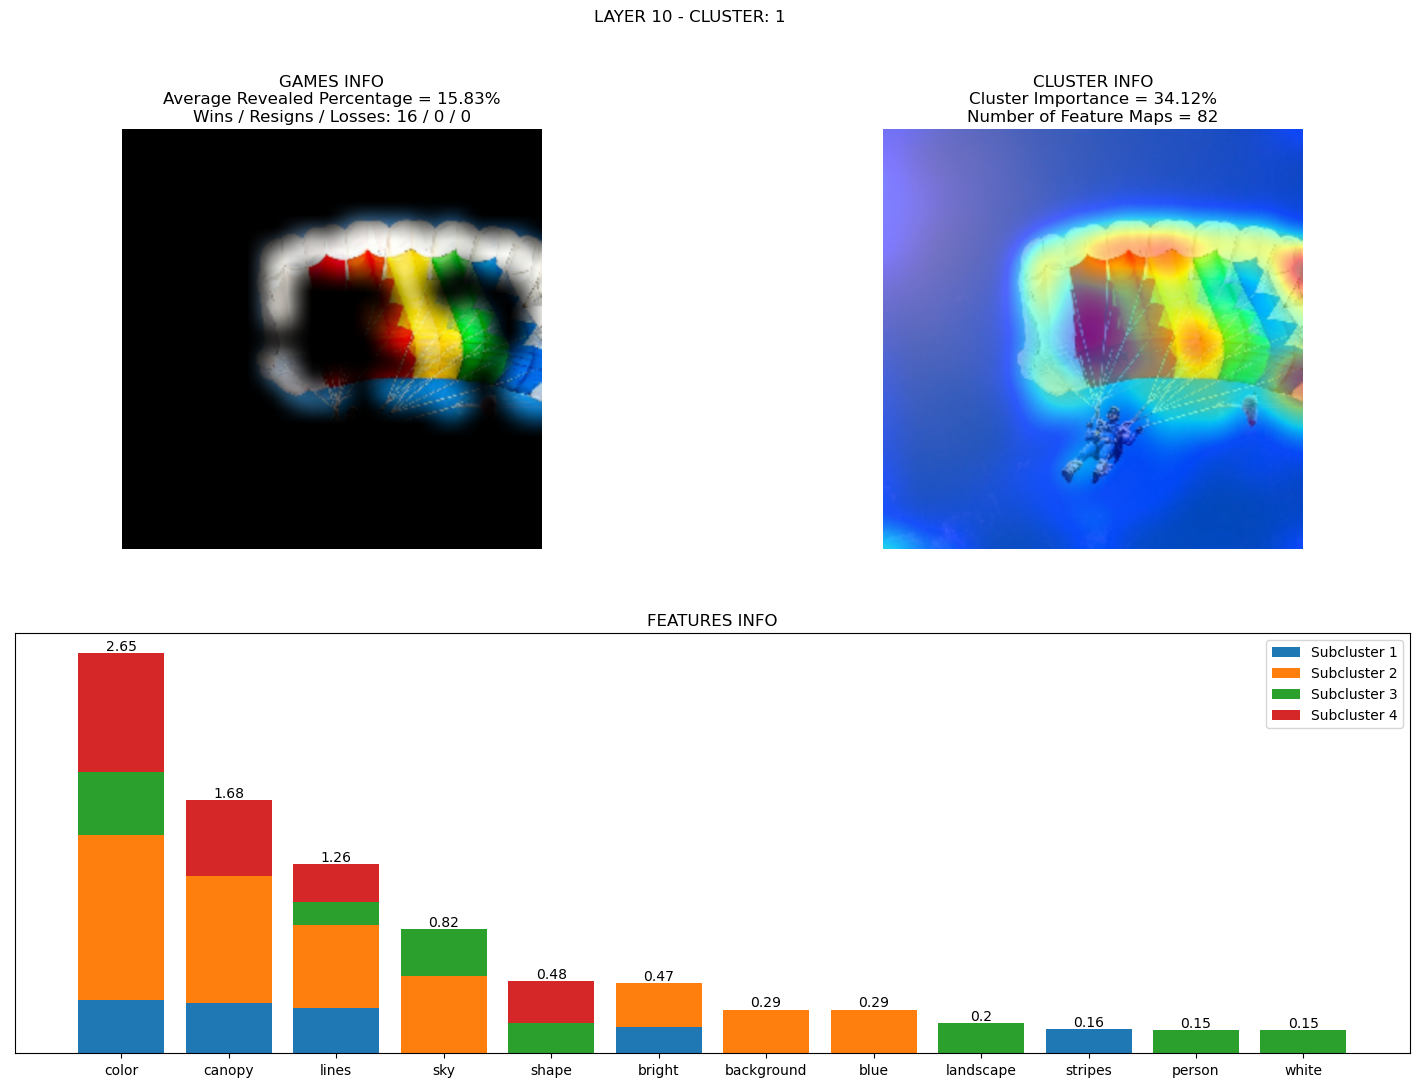 LAYER 10 - CLUSTER: 1
GAMES INFO
Average Revealed Percentage = 15.83%
Wins / Resigns / Losses: 16 / 0 / 0
CLUSTER INFO
Cluster Importance = 34.12%
Number of Feature Maps = 82
FEATURES INFO
Subcluster 1
Subcluster 2
Subcluster 3
Subcluster 4
2.65
1.68
1.26
0.82
0.48
0.47
0.29
0.29
0.2
0.16
0.15
0.15
color
canopy
lines
sky
shape
bright
background
blue
landscape
stripes
person
white